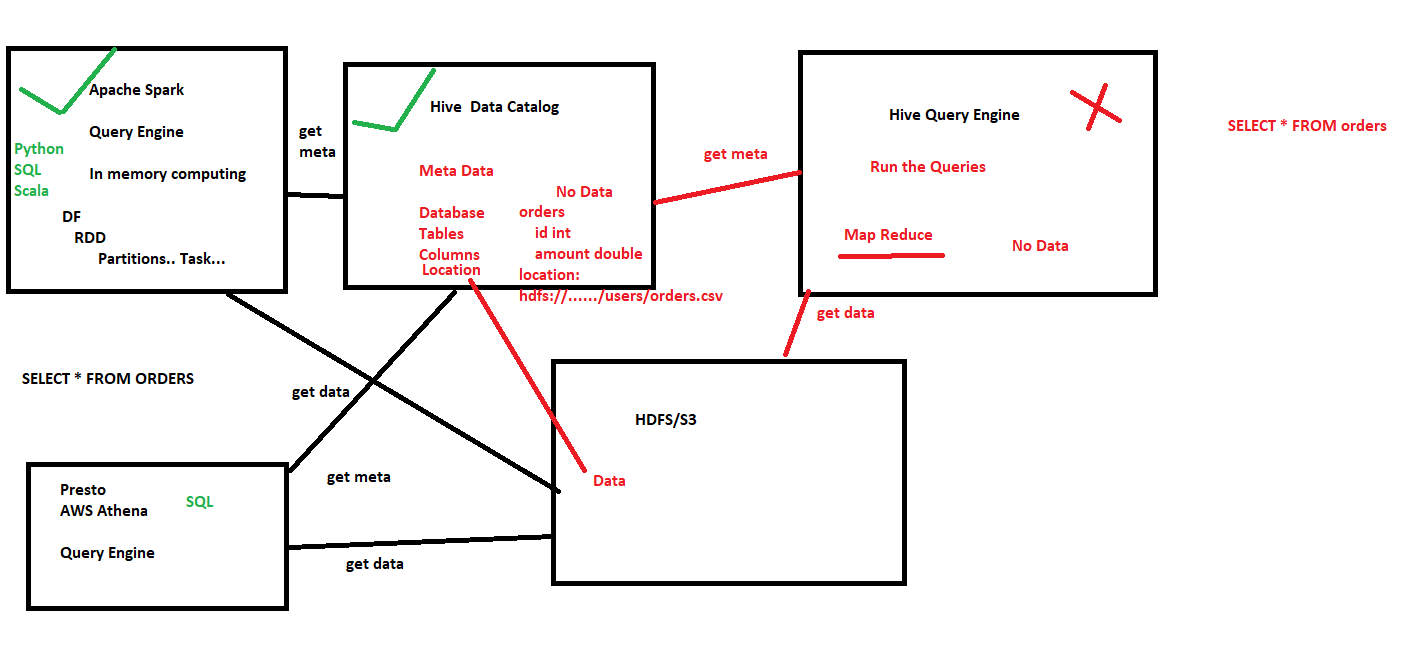 Apache Spark
Query Engine
Python
SQL
Scala
In memory computing
DF
RDD
Partitions.. Task...
get
meta
Hive  Data Catalog
Meta Data
No Data
Database
Tables
Columns
Location
orders
id int
amount double
location:
hdfs://....../users/orders.csv
get meta
Hive Query Engine
Run the Queries
Map Reduce
No Data
SELECT * FROM orders
get data
SELECT * FROM ORDERS
get data
HDFS/S3
Data
get meta
Presto
AWS Athena
SQL
Query Engine
get data